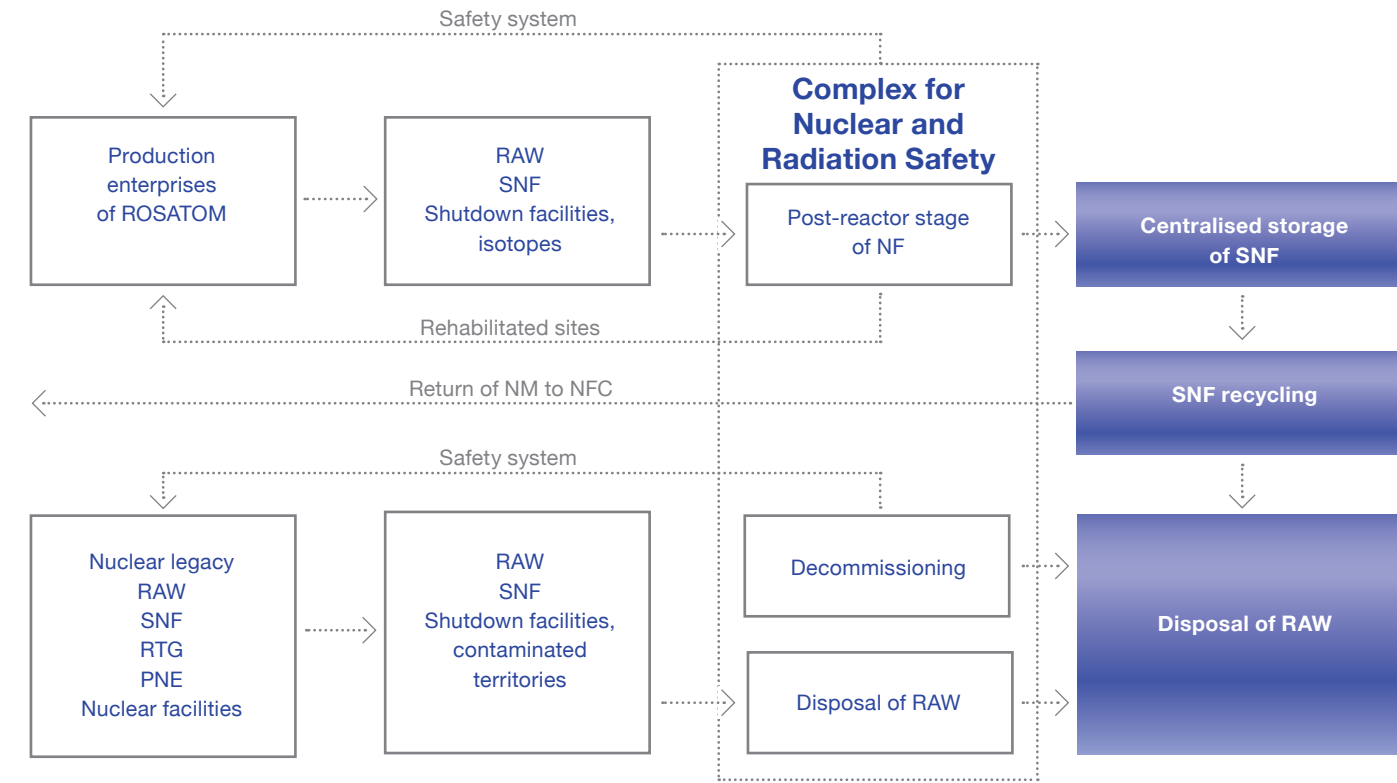 Safety system
Complex for
Nuclear and
Radiation Safety
Production
enterprises
of ROSATOM
RAW
SNF
Shutdown facilities,
isotopes
Post-reactor stage
of NF
Centralised storage
of SNF
Rehabilitated sites
Return of NM to NFC
SNF recycling
Safety system
Nuclear legacy
RAW
SNF
RTG
PNE
Nuclear facilities
RAW
SNF
Shutdown facilities,
contaminated
territories
Decommissioning
Disposal of RAW
Disposal of RAW